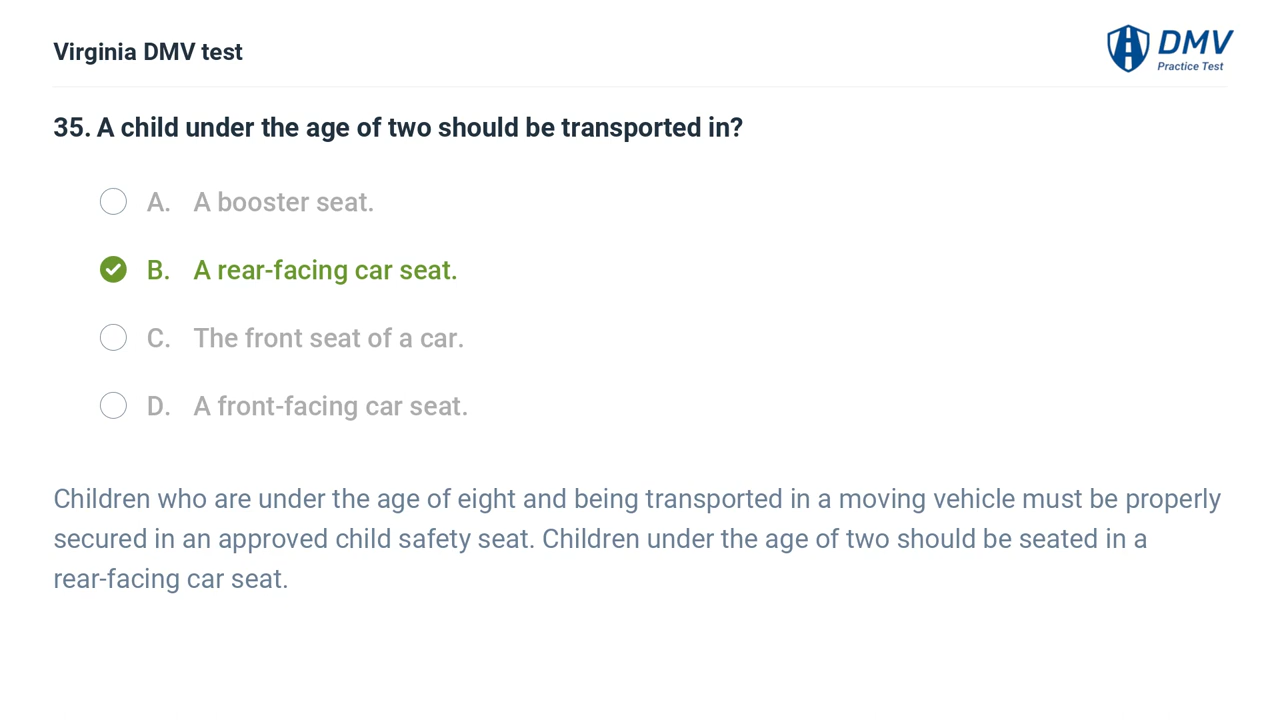 Virginia DMV test
DMV
Practice Test
35. A child under the age of two should be transported in?
A. A booster seat.
B. A rear-facing car seat.
C. The front seat of a car.
D. A front-facing car seat.
Children who are under the age of eight and being transported in a moving vehicle must be properly
secured in an approved child safety seat. Children under the age of two should be seated in a
rear-facing car seat.